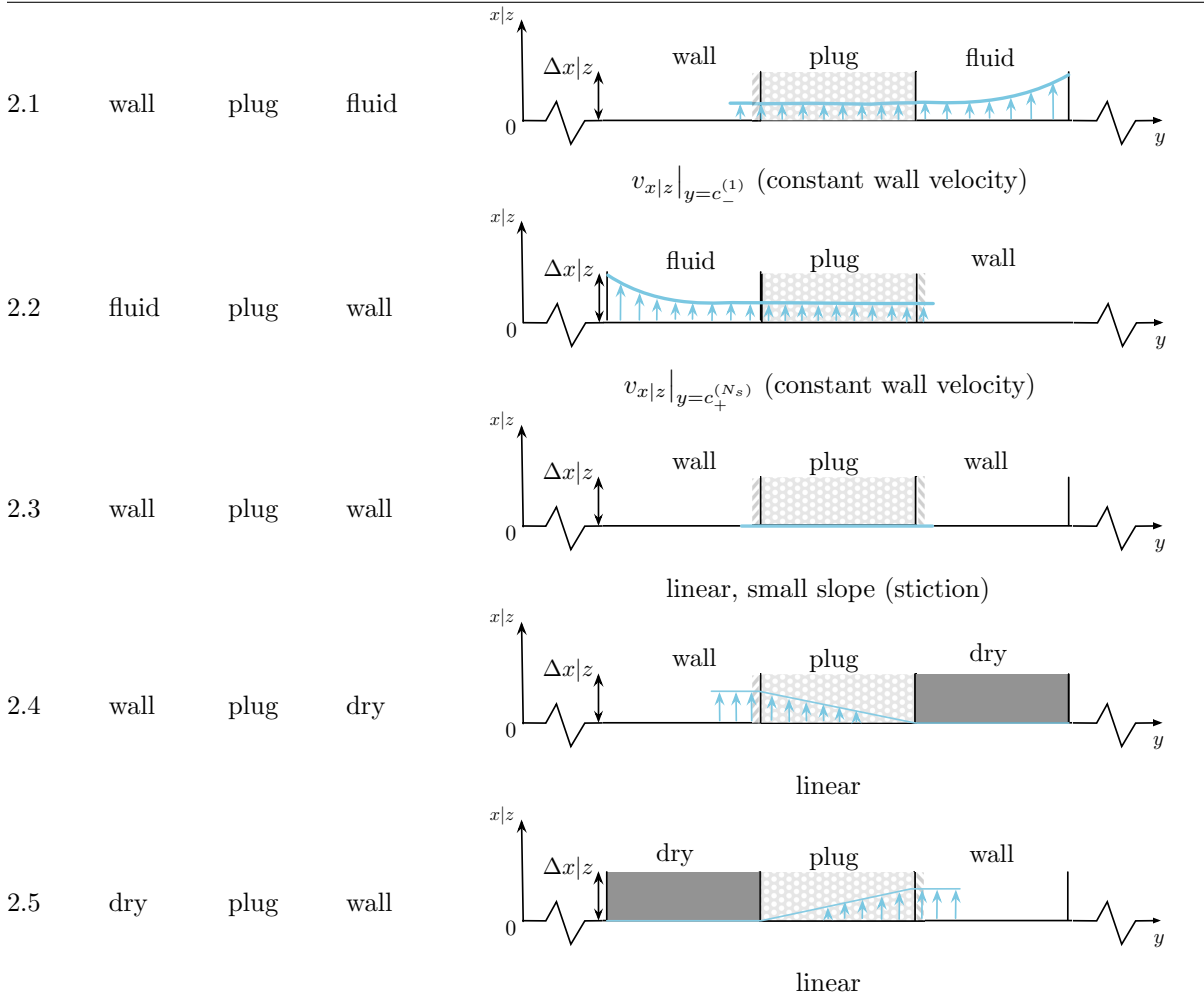 x|z
wall plug fluid
Δx|z
2.1 wall plug fluid
0
y
v_{x|z}|_{y=c_-^{(1)}} (constant wall velocity)
x|z
fluid plug wall
Δx|z
2.2 fluid plug wall
0
y
v_{x|z}|_{y=c_+^{(N_s)}} (constant wall velocity)
x|z
wall plug wall
Δx|z
2.3 wall plug wall
0
y
linear, small slope (stiction)
x|z
wall plug dry
Δx|z
2.4 wall plug dry
0
y
linear
x|z
dry plug wall
Δx|z
2.5 dry plug wall
0
y
linear